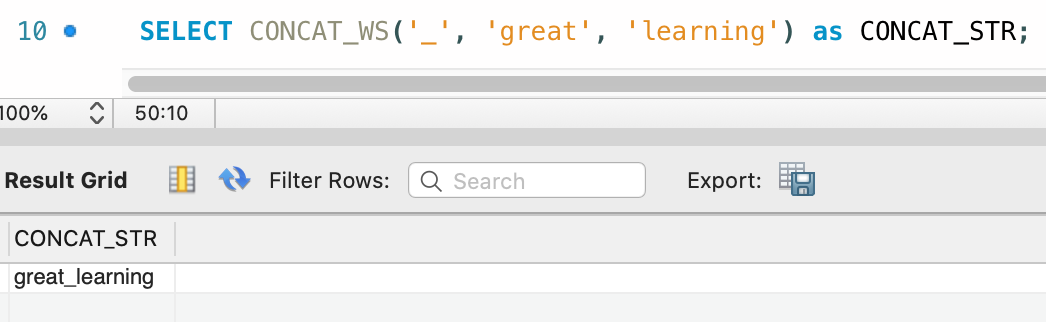 10 SELECT CONCAT_WS('_', 'great', 'learning') as CONCAT_STR;
100% 50:10
Result Grid Filter Rows: Search Export:
CONCAT_STR
great_learning